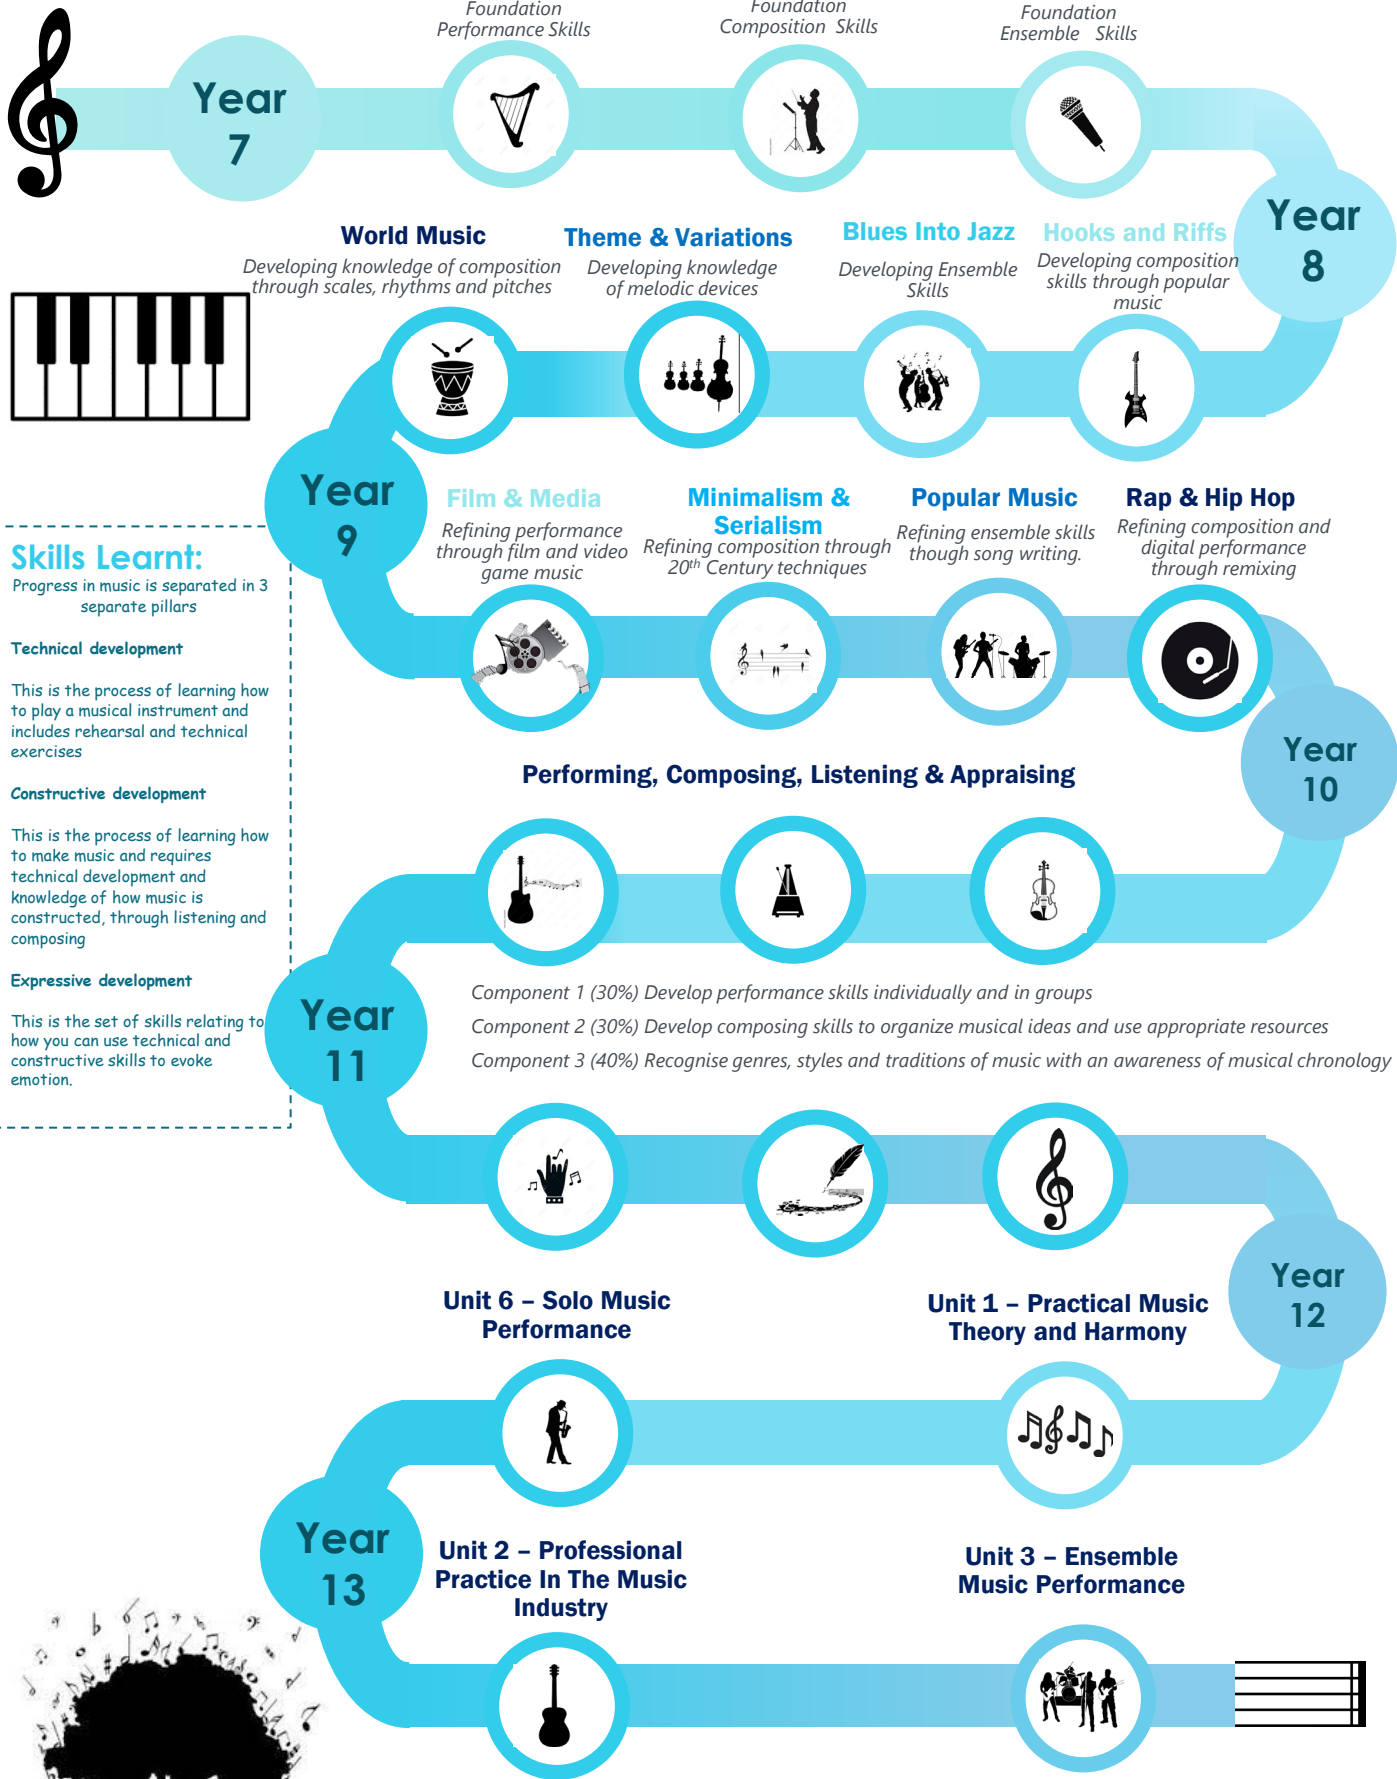 Foundation
Performance Skills
Foundation
Composition Skills
Foundation
Ensemble Skills
Year
7
Year
8
World Music
Developing knowledge of composition
through scales, rhythms and pitches
Theme & Variations
Developing knowledge
of melodic devices
Blues Into Jazz
Developing Ensemble
Skills
Hooks and Riffs
Developing composition
skills through popular
music
Year
9
Film & Media
Refining performance
through film and video
game music
Minimalism &
Serialism
Refining composition through
20th Century techniques
Popular Music
Refining ensemble skills
though song writing.
Rap & Hip Hop
Refining composition and
digital performance
through remixing
Skills Learnt:
Progress in music is separated in 3
separate pillars
Technical development
This is the process of learning how
to play a musical instrument and
includes rehearsal and technical
exercises
Constructive development
This is the process of learning how
to make music and requires
technical development and
knowledge of how music is
constructed, through listening and
composing
Expressive development
This is the set of skills relating to
how you can use technical and
constructive skills to evoke
emotion.
Year
10
Performing, Composing, Listening & Appraising
Year
11
Component 1 (30%) Develop performance skills individually and in groups
Component 2 (30%) Develop composing skills to organize musical ideas and use appropriate resources
Component 3 (40%) Recognise genres, styles and traditions of music with an awareness of musical chronology
Year
12
Unit 6 – Solo Music
Performance
Unit 1 – Practical Music
Theory and Harmony
Year
13
Unit 2 – Professional
Practice In The Music
Industry
Unit 3 – Ensemble
Music Performance